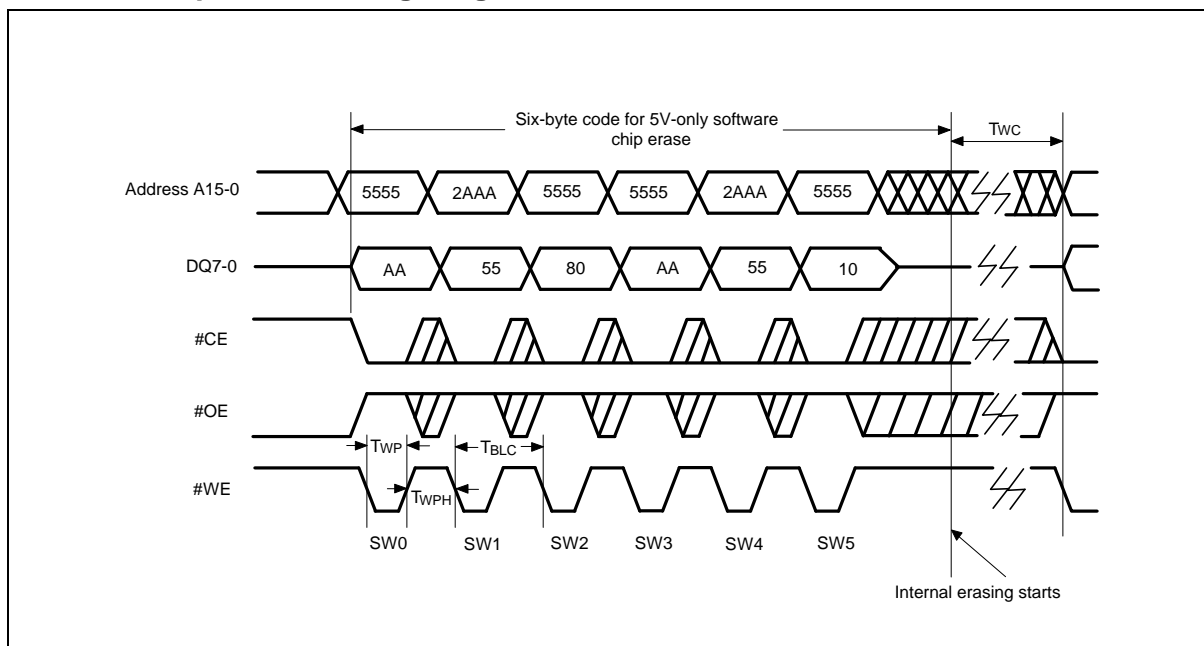 Six-byte code for 5V-only software
chip erase
TWC
Address A15-0
5555
2AAA
5555
5555
2AAA
5555
DQ7-0
AA
55
80
AA
55
10
#CE
#OE
TWP
TBLC
#WE
TWPH
SW0
SW1
SW2
SW3
SW4
SW5
Internal erasing starts